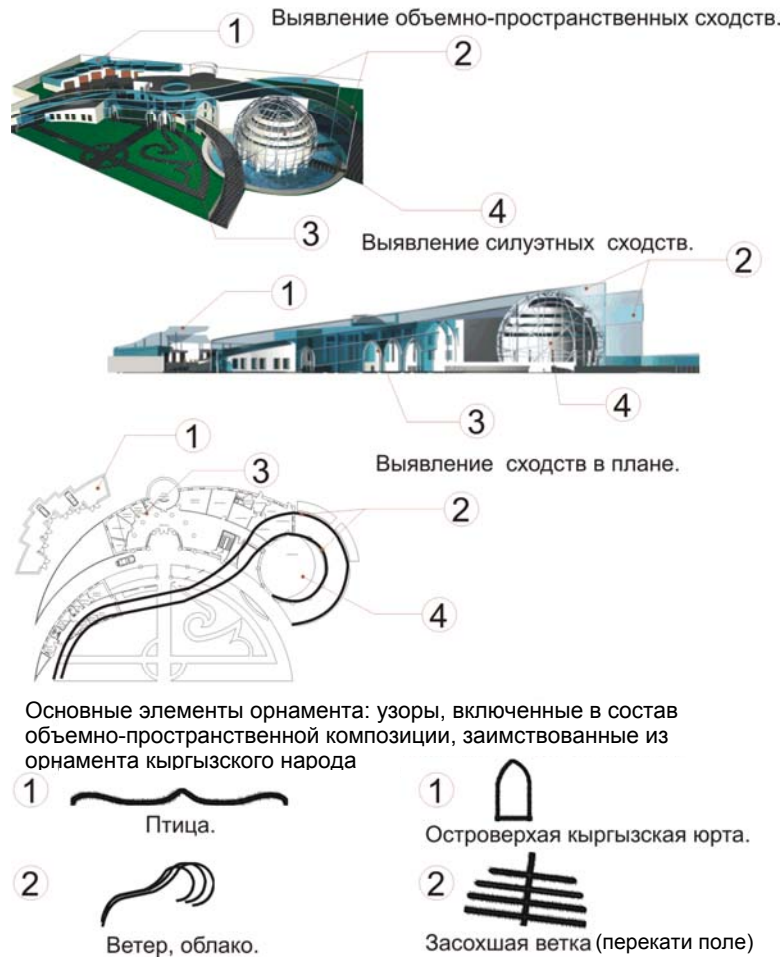 1
Выявление объемно-пространственных сходств.
2
4
3
Выявление силуэтных сходств.
2
1
4
3
1
3
Выявление сходств в плане.
2
4
Основные элементы орнамента: узоры, включенные в состав
объемно-пространственной композиции, заимствованные из
орнамента кыргызского народа
1
Птица.
1
Островерхая кыргызская юрта.
2
Ветер, облако.
2
Засохшая ветка (перекати поле)